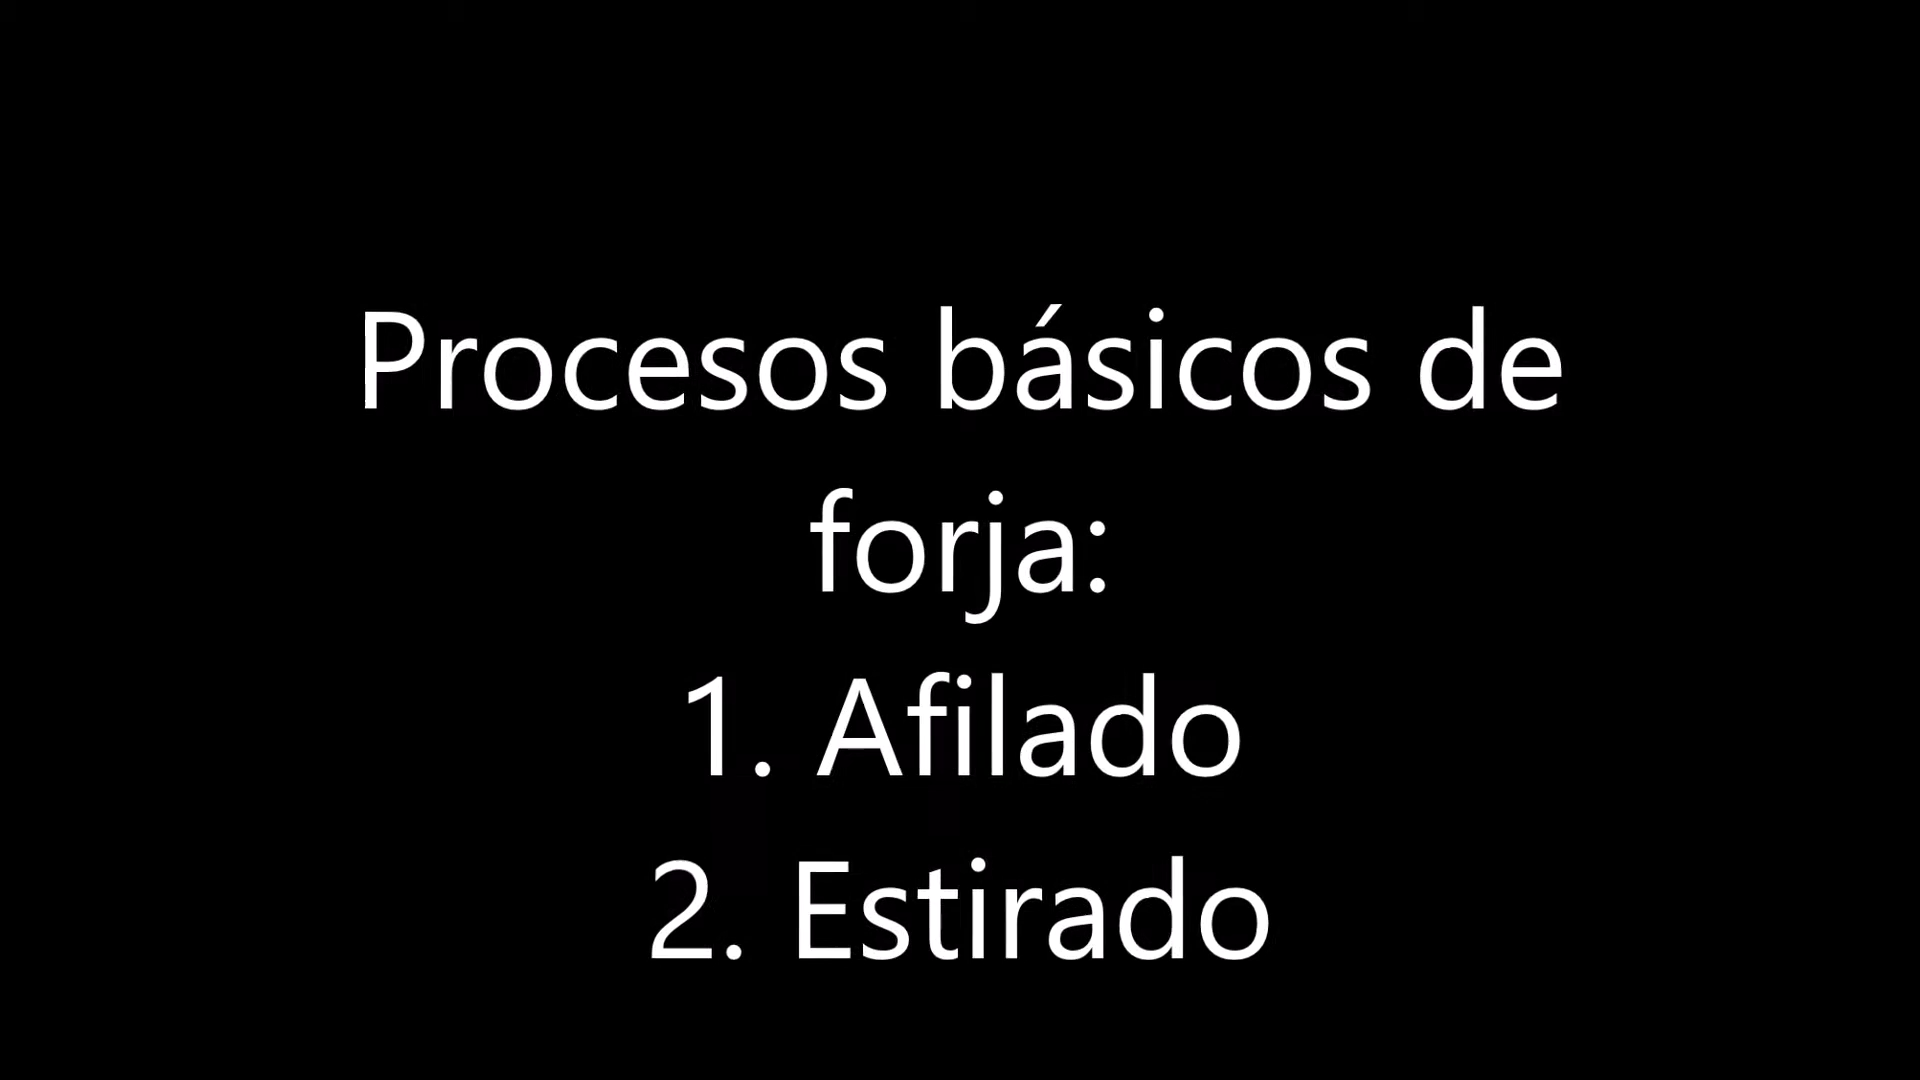 Procesos básicos de
forja:
1. Afilado
2. Estirado